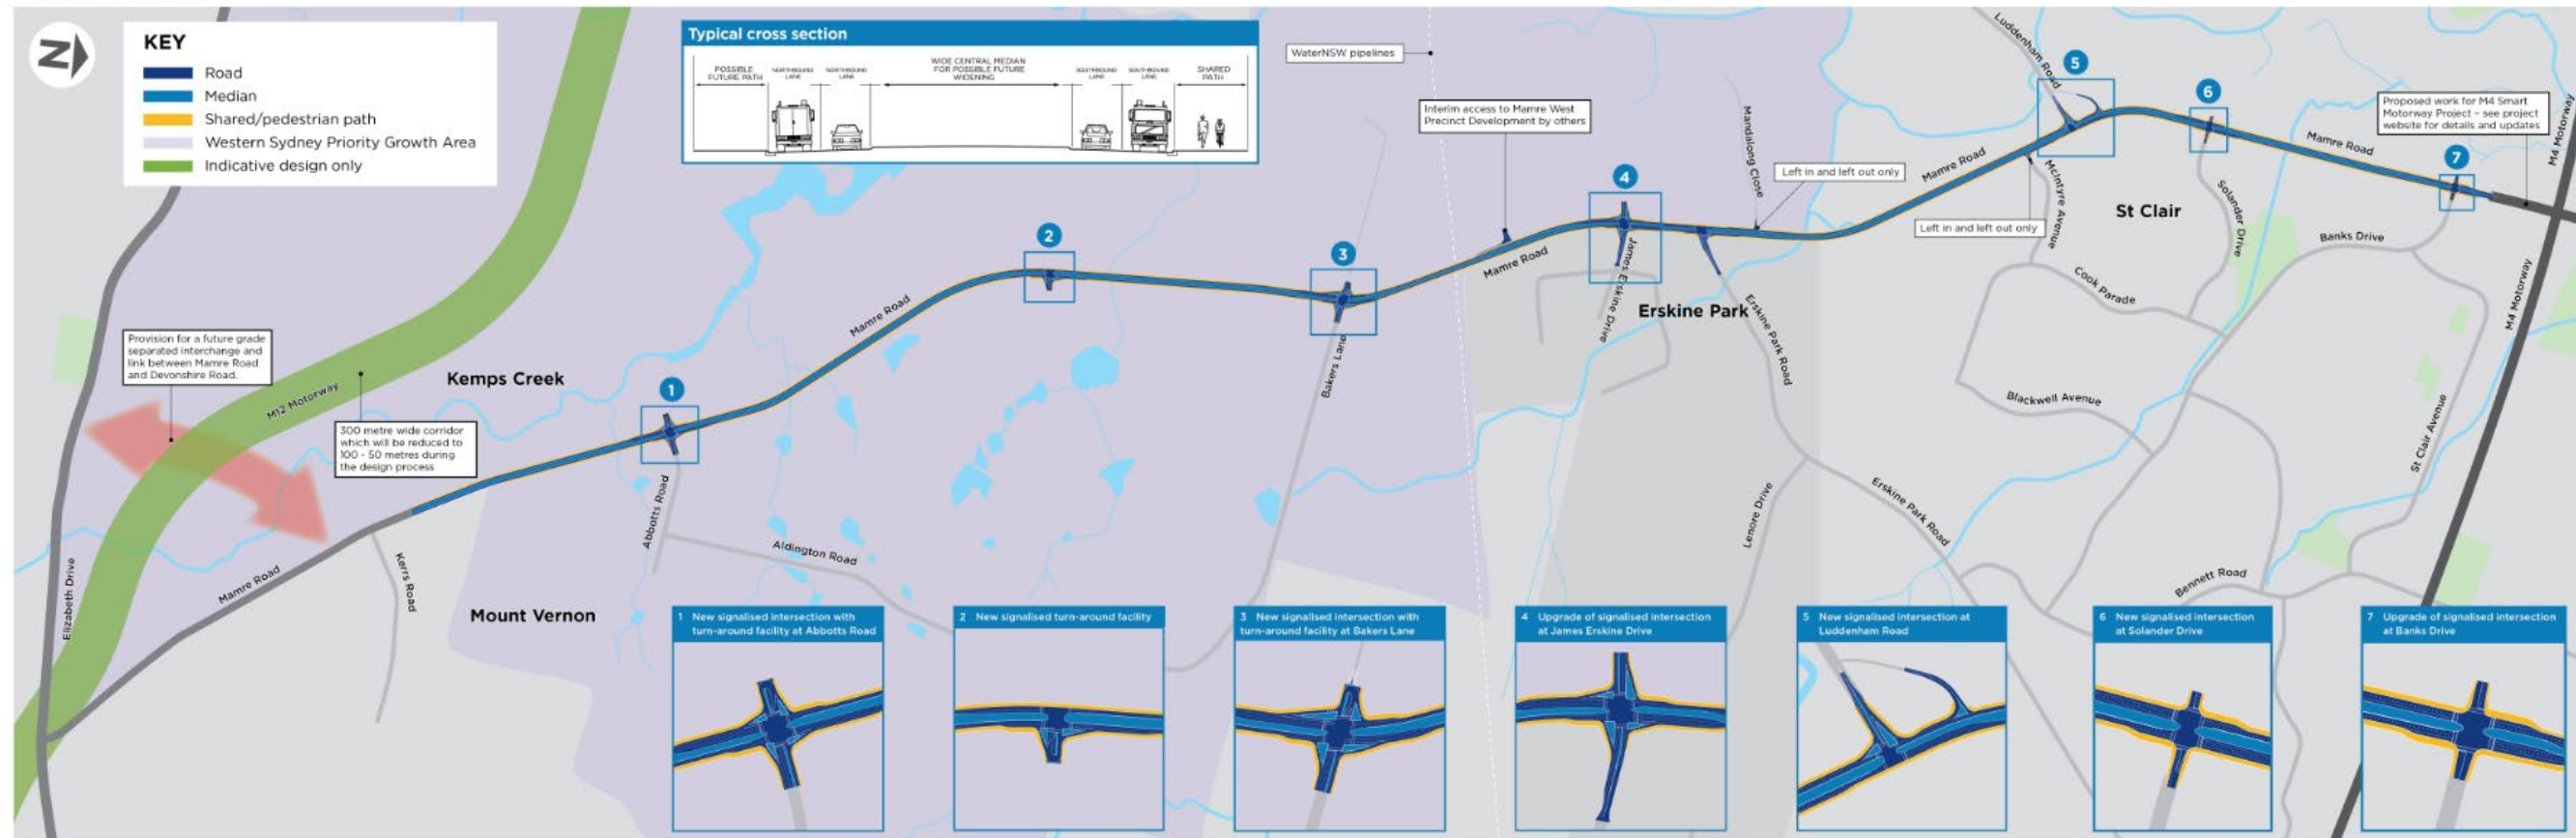 N
KEY
Road
Median
Shared/pedestrian path
Western Sydney Priority Growth Area
Indicative design only
Typical cross section
POSSIBLE
FUTURE PATH
NORTHBOUND
LANE
NORTHBOUND
LANE
WIDE CENTRAL MEDIAN
FOR POSSIBLE FUTURE
WIDENING
SOUTHBOUND
LANE
SOUTHBOUND
LANE
SHARED
PATH
WaterNSW pipelines
Interim access to Mamre West
Precinct Development by others
Mandalong Close
Left in and left out only
Luddenham Road
5
6
Proposed work for M4 Smart
Motorway Project – see project
website for details and updates
M4 Motorway
Mamre Road
7
Mamre Road
McIntyre Avenue
St Clair
Solander Drive
Left in and left out only
Banks Drive
Cook Parade
M4 Motorway
4
Mamre Road
James Erskine Drive
Erskine Park
Erskine Park Road
2
3
Mamre Road
Bakers Lane
Provision for a future grade
separated interchange and
link between Mamre Road
and Devonshire Road.
M12 Motorway
Kemps Creek
1
300 metre wide corridor
which will be reduced to
100 - 50 metres during
the design process
Blackwell Avenue
St Clair Avenue
Abbotts Road
Aldington Road
Lenore Drive
Erskine Park Road
Bennett Road
Elizabeth Drive
Mamre Road
Kerrs Road
Mount Vernon
1 New signalised intersection with
turn-around facility at Abbotts Road
2 New signalised turn-around facility
3 New signalised intersection with
turn-around facility at Bakers Lane
4 Upgrade of signalised intersection
at James Erskine Drive
5 New signalised intersection at
Luddenham Road
6 New signalised intersection
at Solander Drive
7 Upgrade of signalised intersection
at Banks Drive